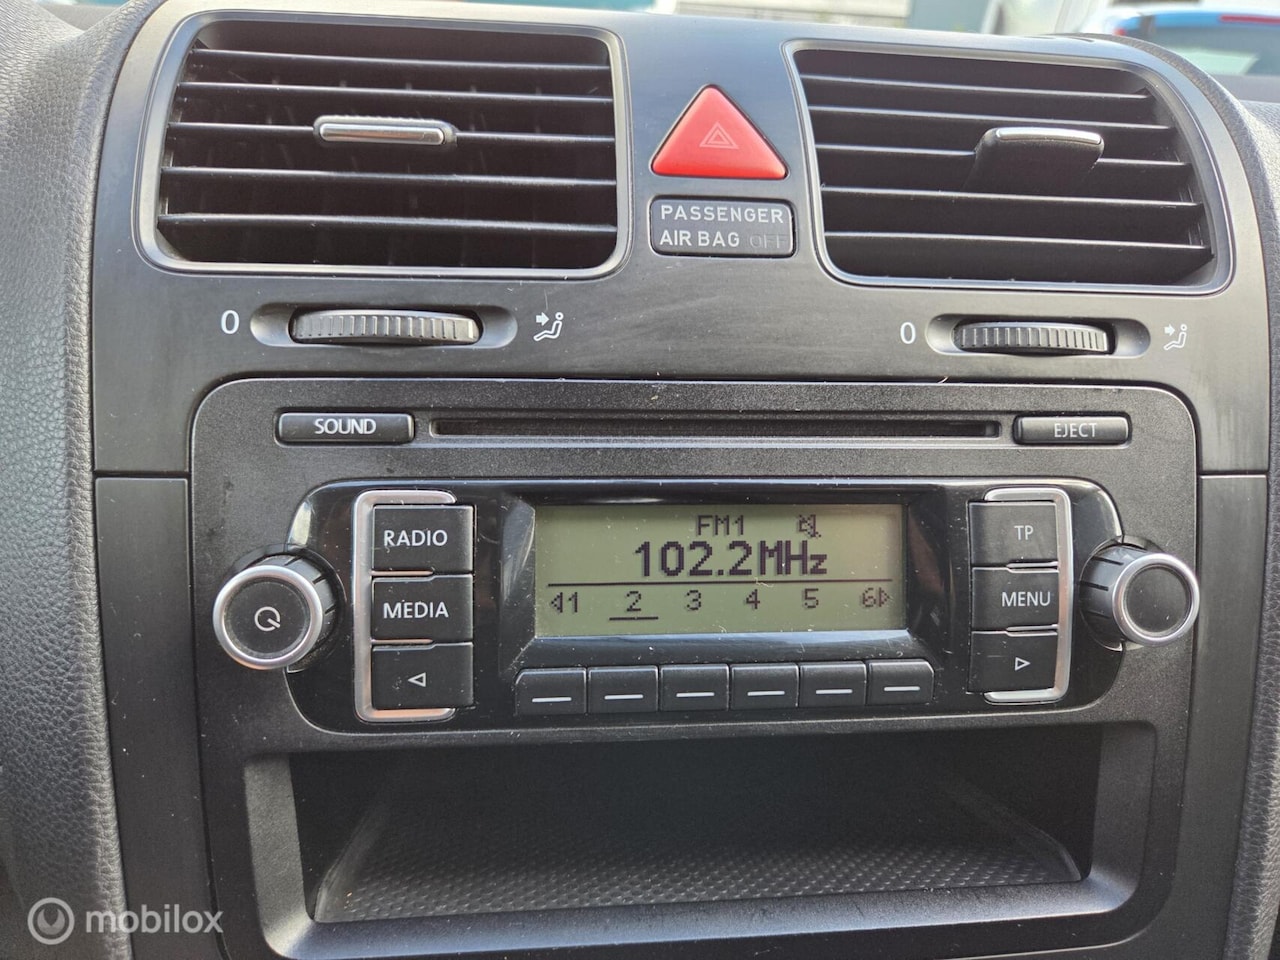 PASSENGER
AIR BAG OFF
0
0
SOUND
EJECT
RADIO
MEDIA
FM1
102.2MHz
1 2 3 4 5 6
TP
MENU
mobilox